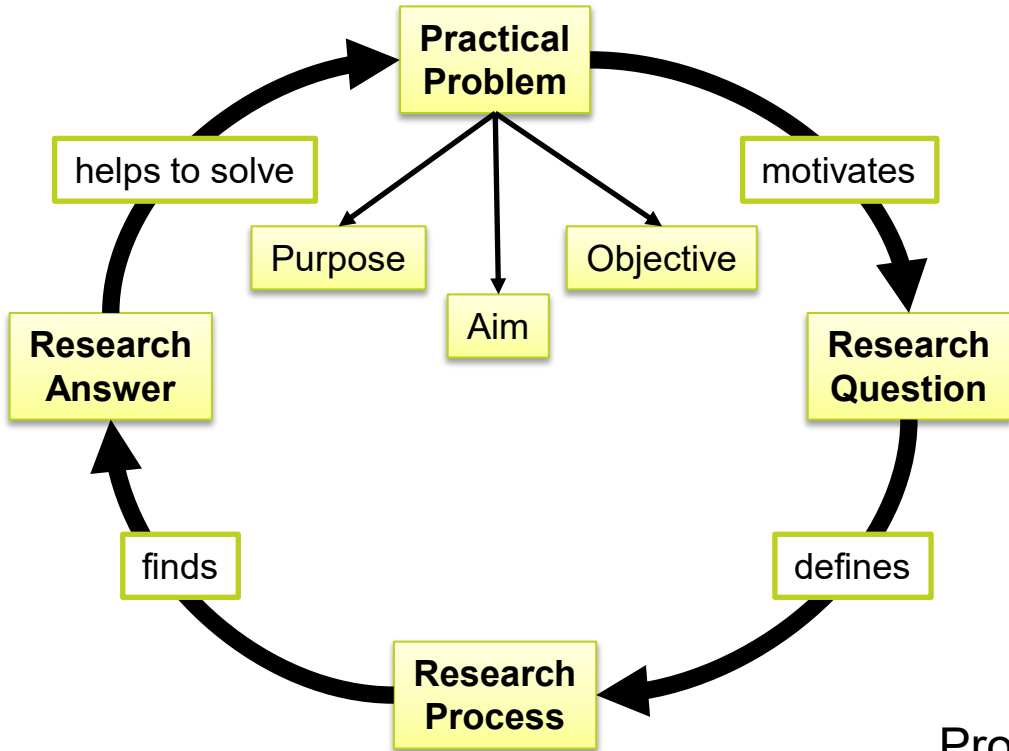 Practical
Problem
helps to solve
motivates
Purpose
Objective
Aim
Research
Answer
Research
Question
finds
defines
Research
Process